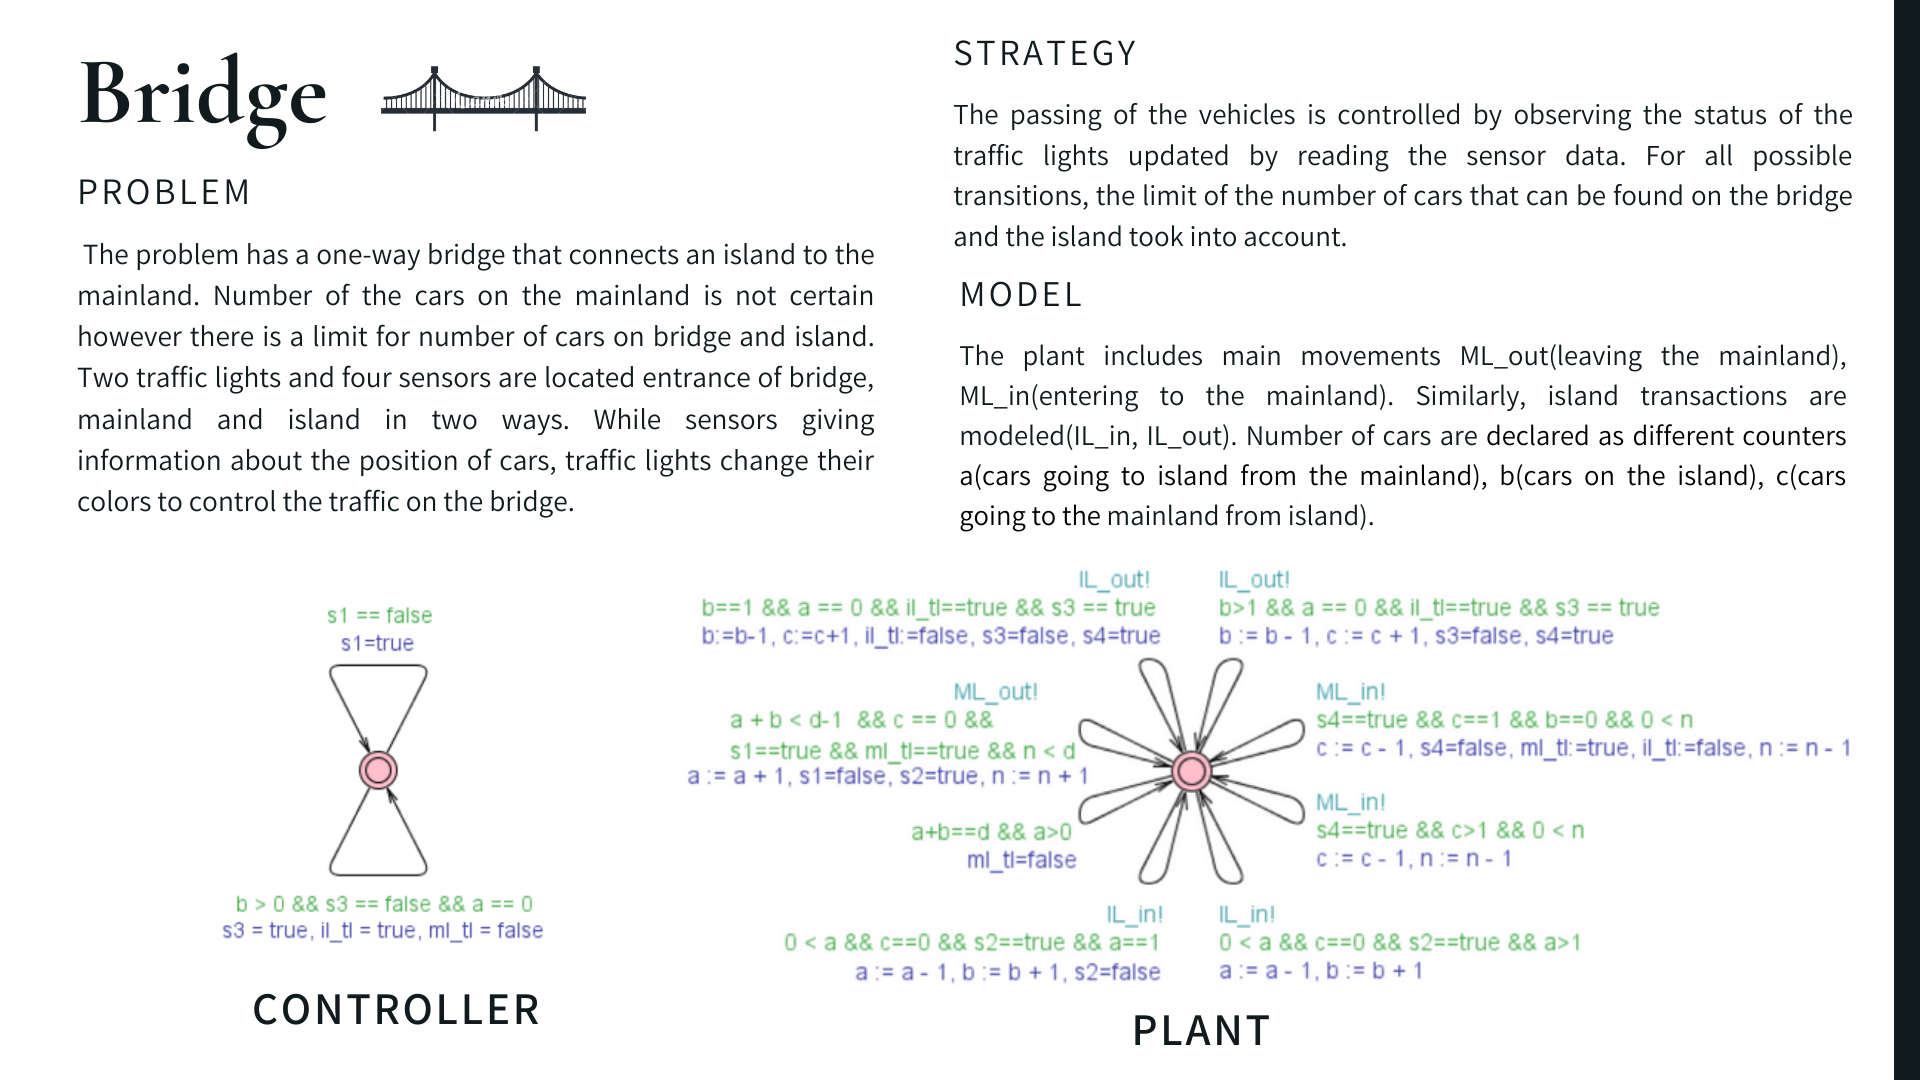 Bridge
PROBLEM
The problem has a one-way bridge that connects an island to the
mainland. Number of the cars on the mainland is not certain
however there is a limit for number of cars on bridge and island.
Two traffic lights and four sensors are located entrance of bridge,
mainland and island in two ways. While sensors giving
information about the position of cars, traffic lights change their
colors to control the traffic on the bridge.
STRATEGY
The passing of the vehicles is controlled by observing the status of the
traffic lights updated by reading the sensor data. For all possible
transitions, the limit of the number of cars that can be found on the bridge
and the island took into account.
MODEL
The plant includes main movements ML_out(leaving the mainland),
ML_in(entering to the mainland). Similarly, island transactions are
modeled(IL_in, IL_out). Number of cars are declared as different counters
a(cars going to island from the mainland), b(cars on the island), c(cars
going to the mainland from island).
s1 == false
s1=true
b > 0 && s3 == false && a == 0
s3 = true, il_tl = true, ml_tl = false
CONTROLLER
IL_out!
b==1 && a == 0 && il_tl==true && s3 == true
b:=b-1, c:=c+1, il_tl:=false, s3=false, s4=true
IL_out!
b>1 && a == 0 && il_tl==true && s3 == true
b := b - 1, c := c + 1, s3=false, s4=true
ML_out!
a + b < d-1 && c == 0 &&
s1==true && ml_tl==true && n < d
a := a + 1, s1=false, s2=true, n := n + 1
ML_in!
s4==true && c==1 && b==0 && 0 < n
c := c - 1, s4=false, ml_tl:=true, il_tl:=false, n := n - 1
a+b==d && a>0
ml_tl=false
ML_in!
s4==true && c>1 && 0 < n
c := c - 1, n := n - 1
IL_in!
0 < a && c==0 && s2==true && a==1
a := a - 1, b := b + 1, s2=false
IL_in!
0 < a && c==0 && s2==true && a>1
a := a - 1, b := b + 1
PLANT